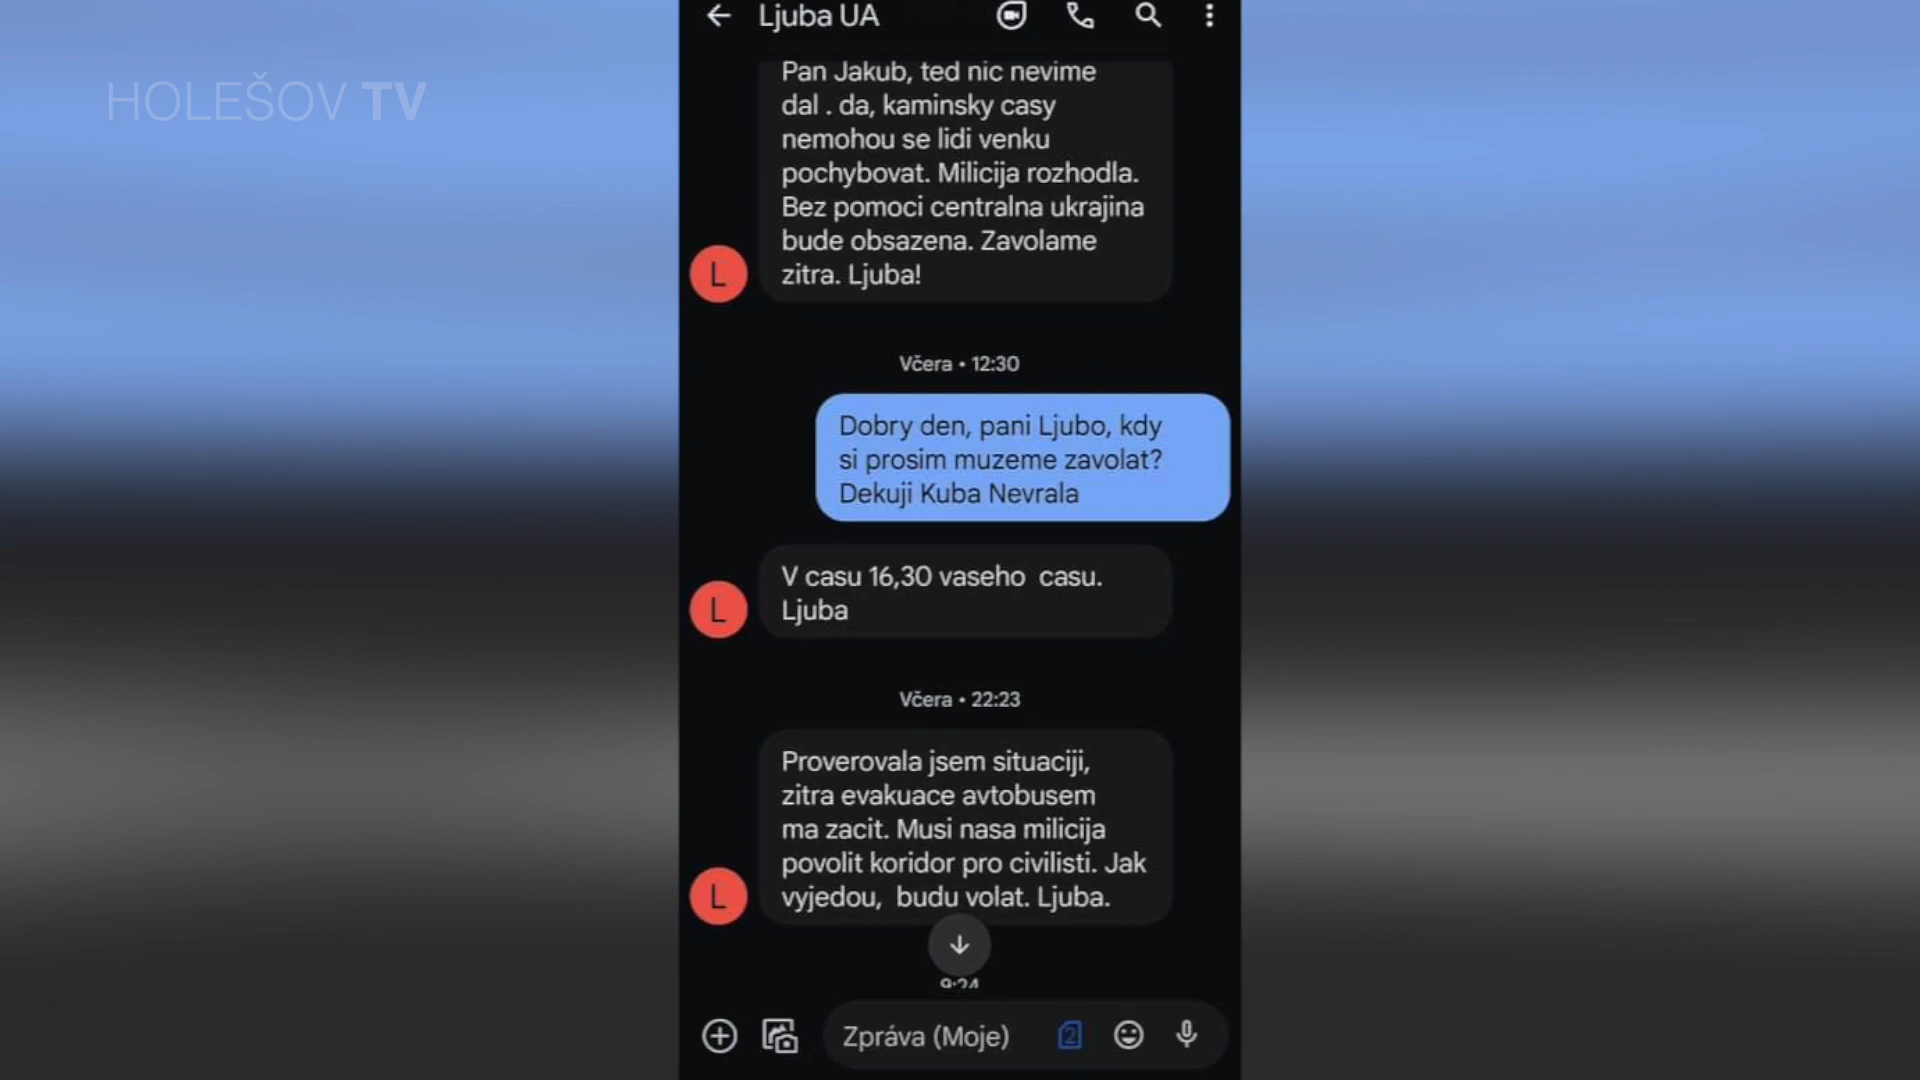 HOLEŠOV TV
Ljuba UA
Pan Jakub, ted nic nevime
dal . da, kaminsky casy
nemohou se lidi venku
pochybovat. Milicija rozhodla.
Bez pomoci centralna ukrajina
bude obsazena. Zavolame
zitra. Ljuba!
L
Včera • 12:30
Dobry den, pani Ljubo, kdy
si prosim muzeme zavolat?
Dekuji Kuba Nevrala
V casu 16,30 vaseho  casu.
Ljuba
L
Včera • 22:23
Proverovala jsem situaciji,
zitra evakuace avtobusem
ma zacit. Musi nasa milicija
povolit koridor pro civilisti. Jak
vyjedou,  budu volat. Ljuba.
L
Zpráva (Moje)
2